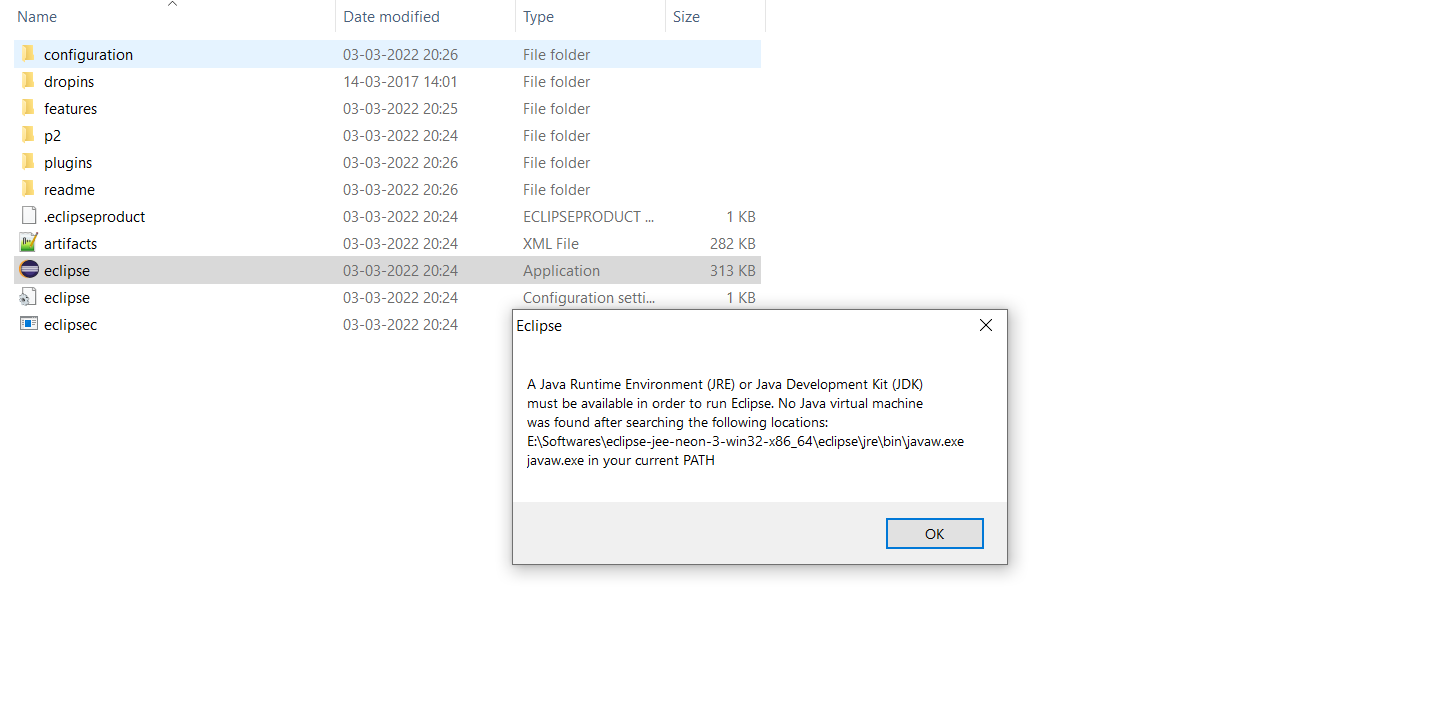 Name Date modified Type Size
configuration 03-03-2022 20:26 File folder
dropins 14-03-2017 14:01 File folder
features 03-03-2022 20:25 File folder
p2 03-03-2022 20:24 File folder
plugins 03-03-2022 20:26 File folder
readme 03-03-2022 20:26 File folder
.eclipseproduct 03-03-2022 20:24 ECLIPSEPRODUCT ... 1 KB
artifacts 03-03-2022 20:24 XML File 282 KB
eclipse 03-03-2022 20:24 Application 313 KB
eclipse 03-03-2022 20:24 Configuration setti... 1 KB
eclipsec 03-03-2022 20:24
Eclipse
A Java Runtime Environment (JRE) or Java Development Kit (JDK)
must be available in order to run Eclipse. No Java virtual machine
was found after searching the following locations:
E:\Softwares\eclipse-jee-neon-3-win32-x86_64\eclipse\jre\bin\javaw.exe
javaw.exe in your current PATH
OK